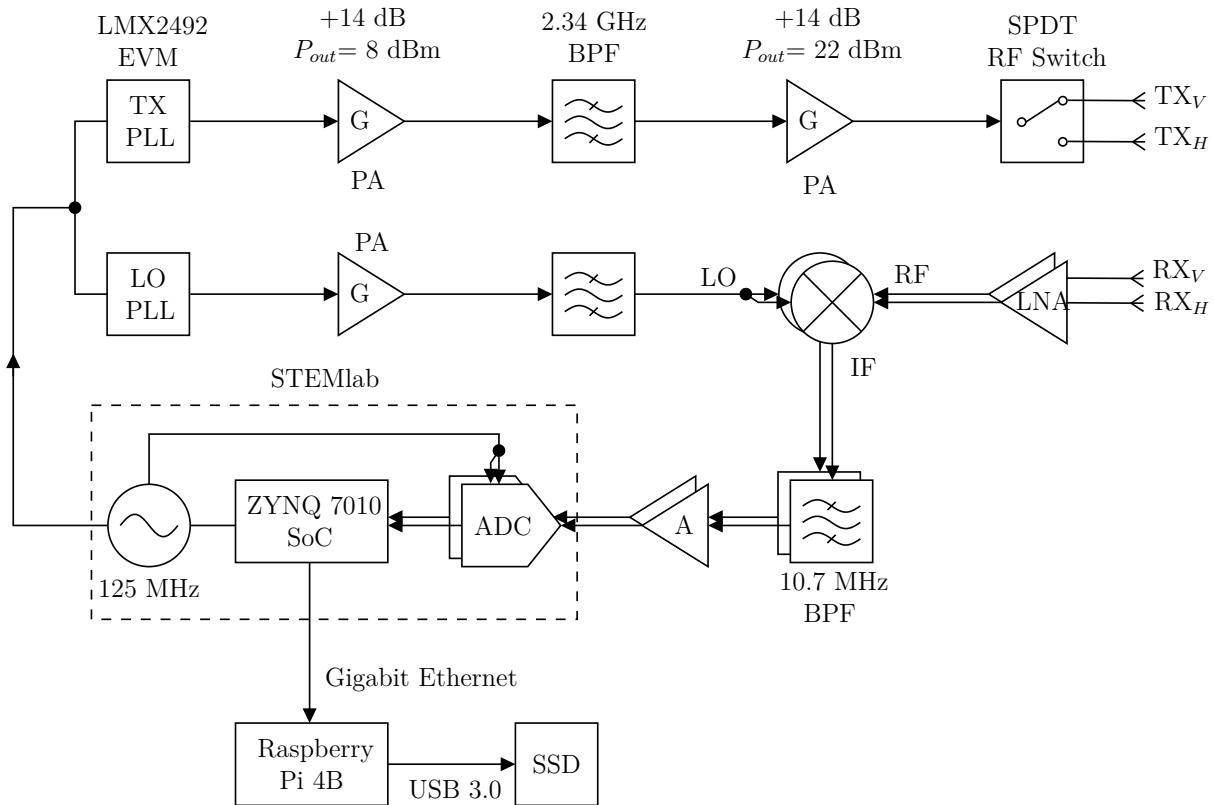 LMX2492
EVM
+14 dB
P_out= 8 dBm
2.34 GHz
BPF
+14 dB
P_out= 22 dBm
SPDT
RF Switch
TX
PLL
G
PA
G
PA
TX_V
TX_H
LO
PLL
PA
G
LO
RF
LNA
RX_V
RX_H
IF
STEMlab
125 MHz
ZYNQ 7010
SoC
ADC
A
10.7 MHz
BPF
Gigabit Ethernet
Raspberry
Pi 4B
USB 3.0
SSD